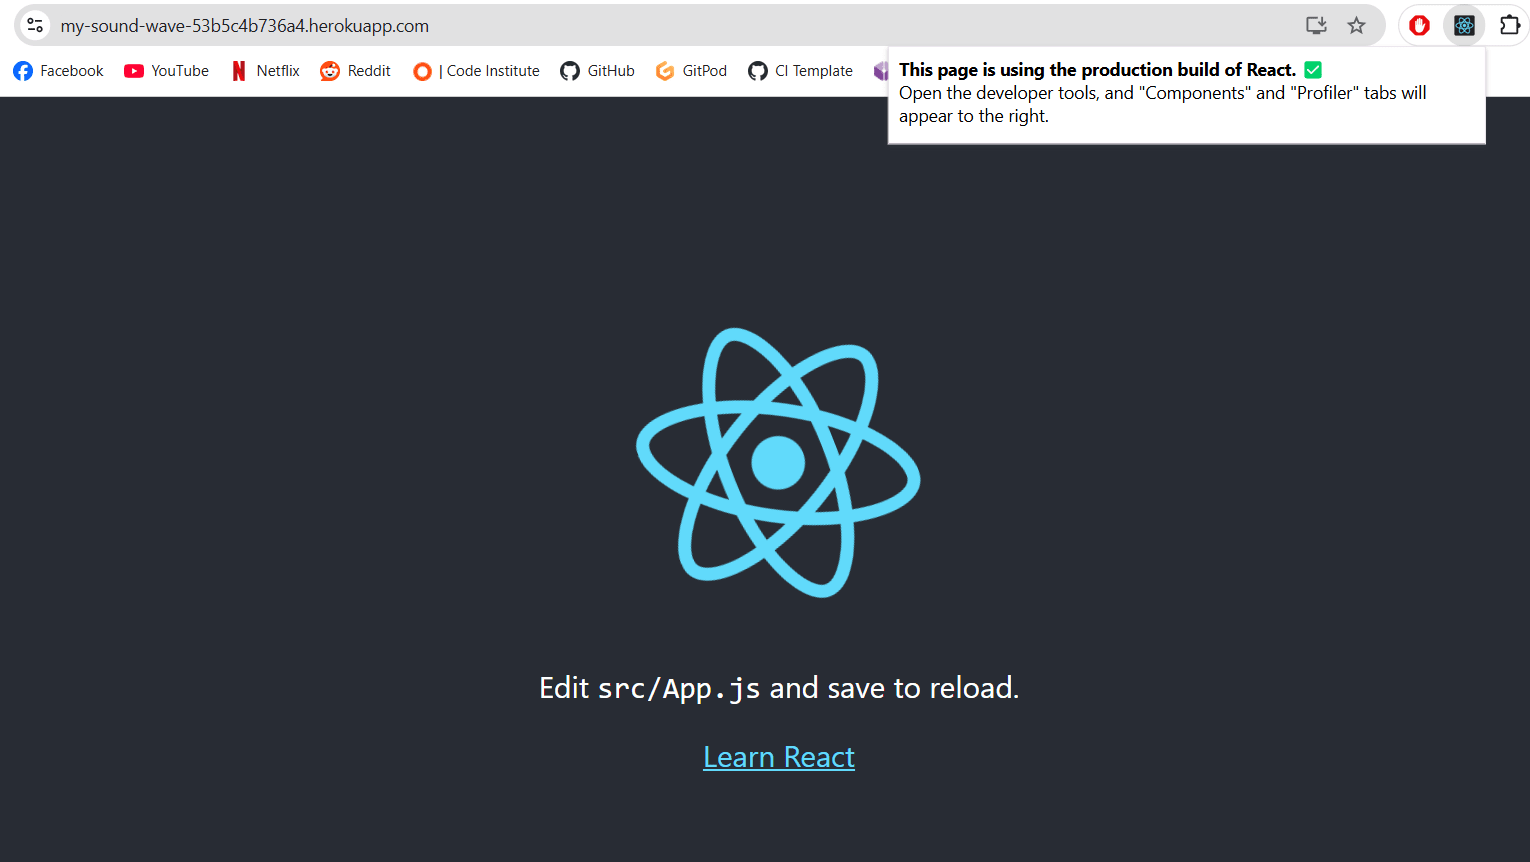 my-sound-wave-53b5c4b736a4.herokuapp.com
Facebook YouTube Netflix Reddit | Code Institute GitHub GitPod CI Template
This page is using the production build of React. ✅
Open the developer tools, and "Components" and "Profiler" tabs will
appear to the right.
Edit src/App.js and save to reload.
Learn React